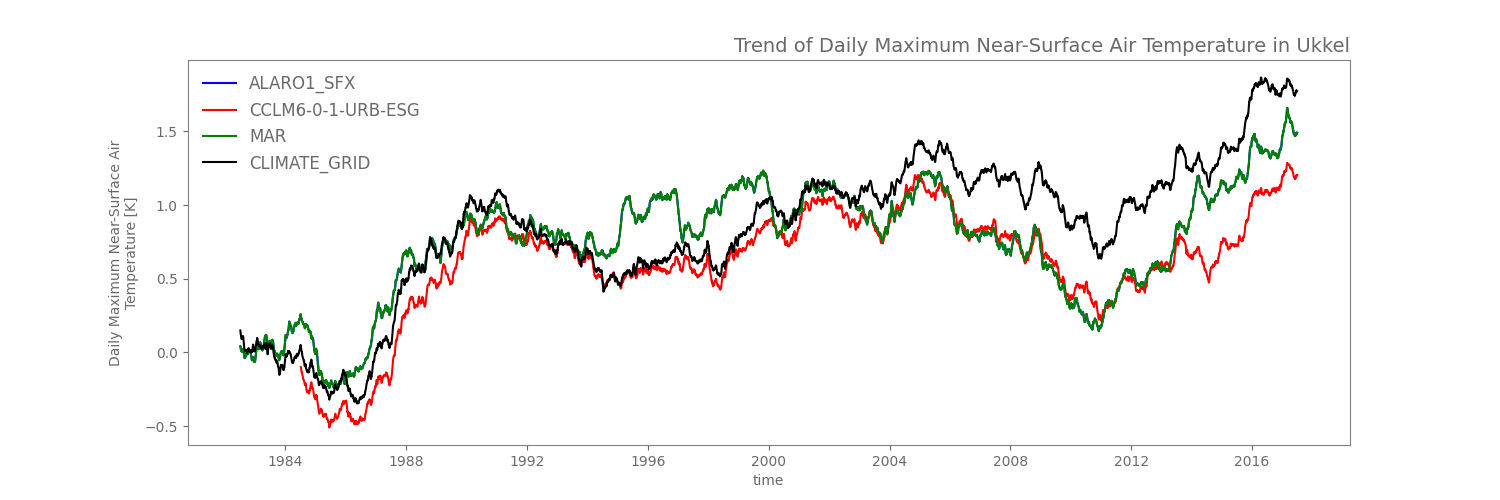 Trend of Daily Maximum Near-Surface Air Temperature in Ukkel
ALARO1_SFX
CCLM6-0-1-URB-ESG
MAR
CLIMATE_GRID
Daily Maximum Near-Surface Air
Temperature [K]
1.5
1.0
0.5
0.0
−0.5
1984 1988 1992 1996 2000 2004 2008 2012 2016
time